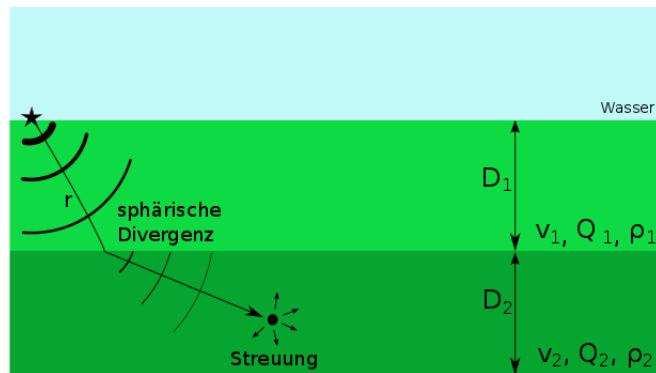 Wasser
D₁
r
sphärische
Divergenz
v₁, Q ₁, ρ₁
D₂
Streuung
v₂, Q₂, ρ₂